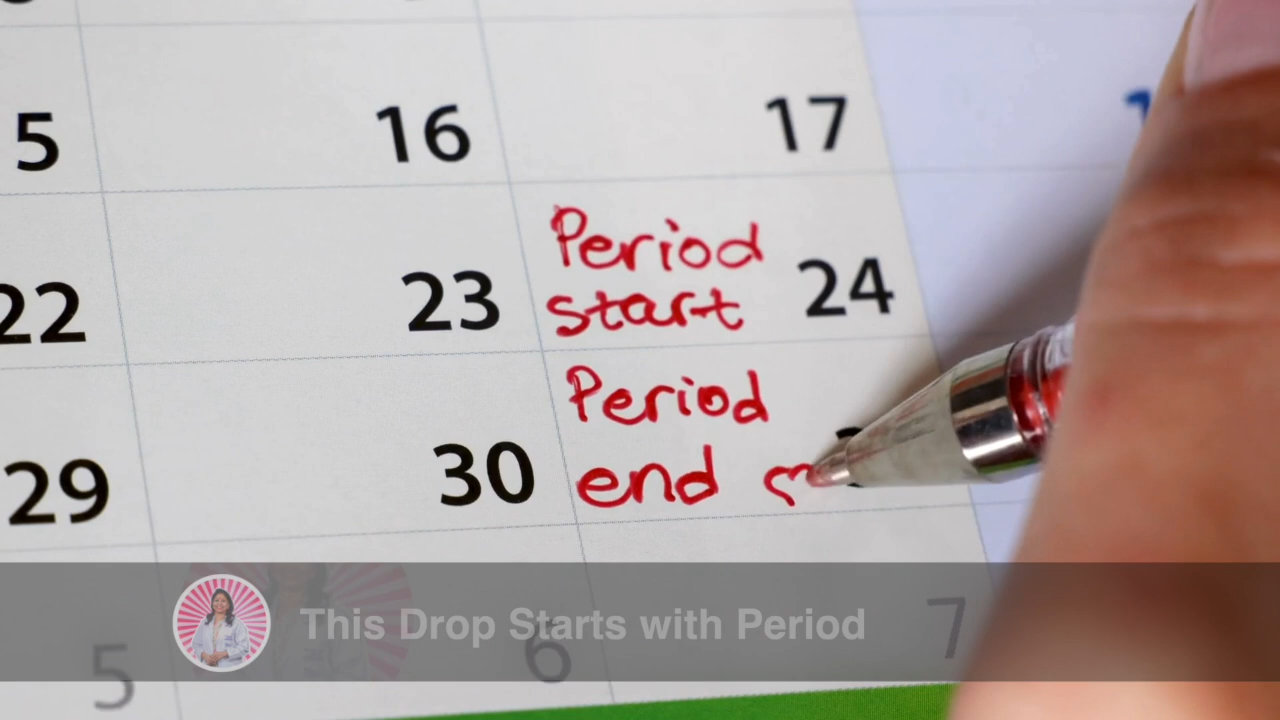 5 16 17
Period
start
22 23 24
Period
end
29 30
This Drop Starts with Period
5 6 7